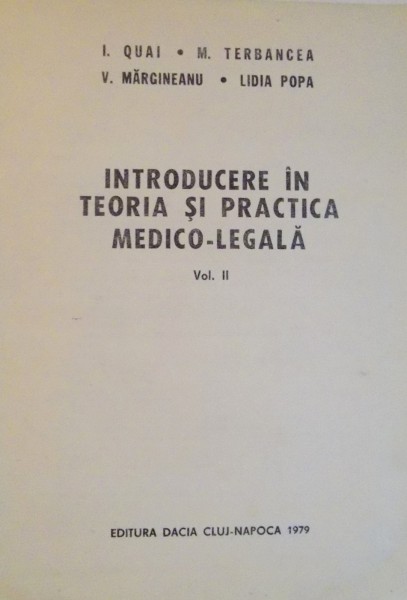 I. QUAI • M. TERBANCEA
V. MĂRGINEANU • LIDIA POPA
INTRODUCERE ÎN
TEORIA ŞI PRACTICA
MEDICO-LEGALĂ
Vol. II
EDITURA DACIA CLUJ-NAPOCA 1979